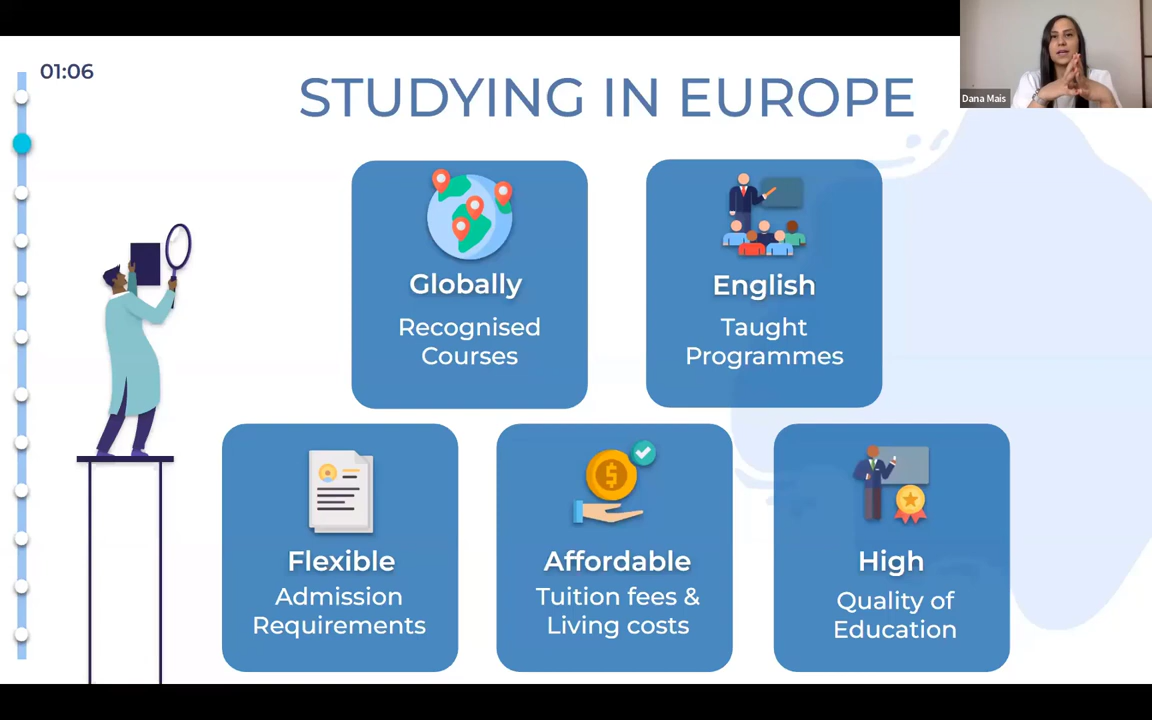 01:06
STUDYING IN EUROPE
Dana Mais
Globally
Recognised
Courses
English
Taught
Programmes
Flexible
Admission
Requirements
Affordable
Tuition fees &
Living costs
High
Quality of
Education